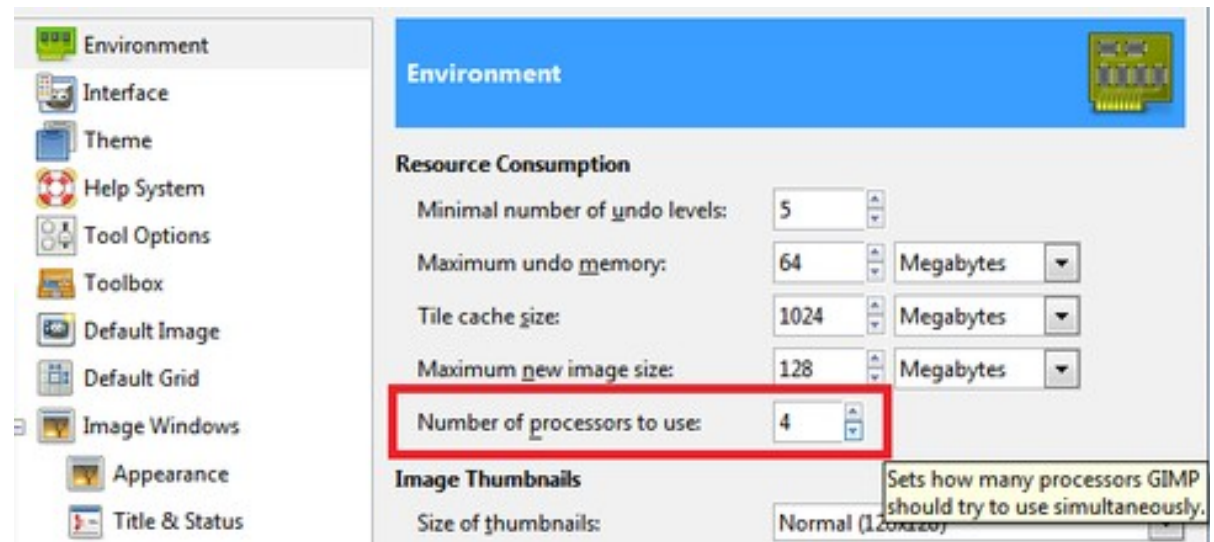 Environment
Interface
Theme
Help System
Tool Options
Toolbox
Default Image
Default Grid
Image Windows
Appearance
Title & Status
Environment
Resource Consumption
Minimal number of undo levels: 5
Maximum undo memory: 64 Megabytes
Tile cache size: 1024 Megabytes
Maximum new image size: 128 Megabytes
Number of processors to use: 4
Image Thumbnails
Sets how many processors GIMP
should try to use simultaneously.
Size of thumbnails: Normal